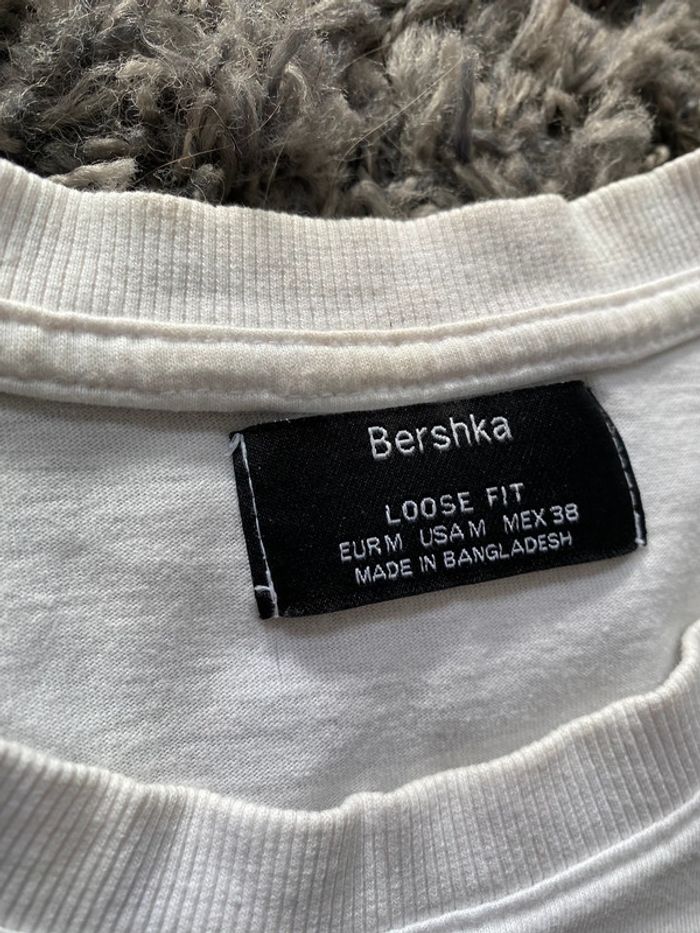 Bershka
LOOSE FIT
EUR M USA M MEX 38
MADE IN BANGLADESH